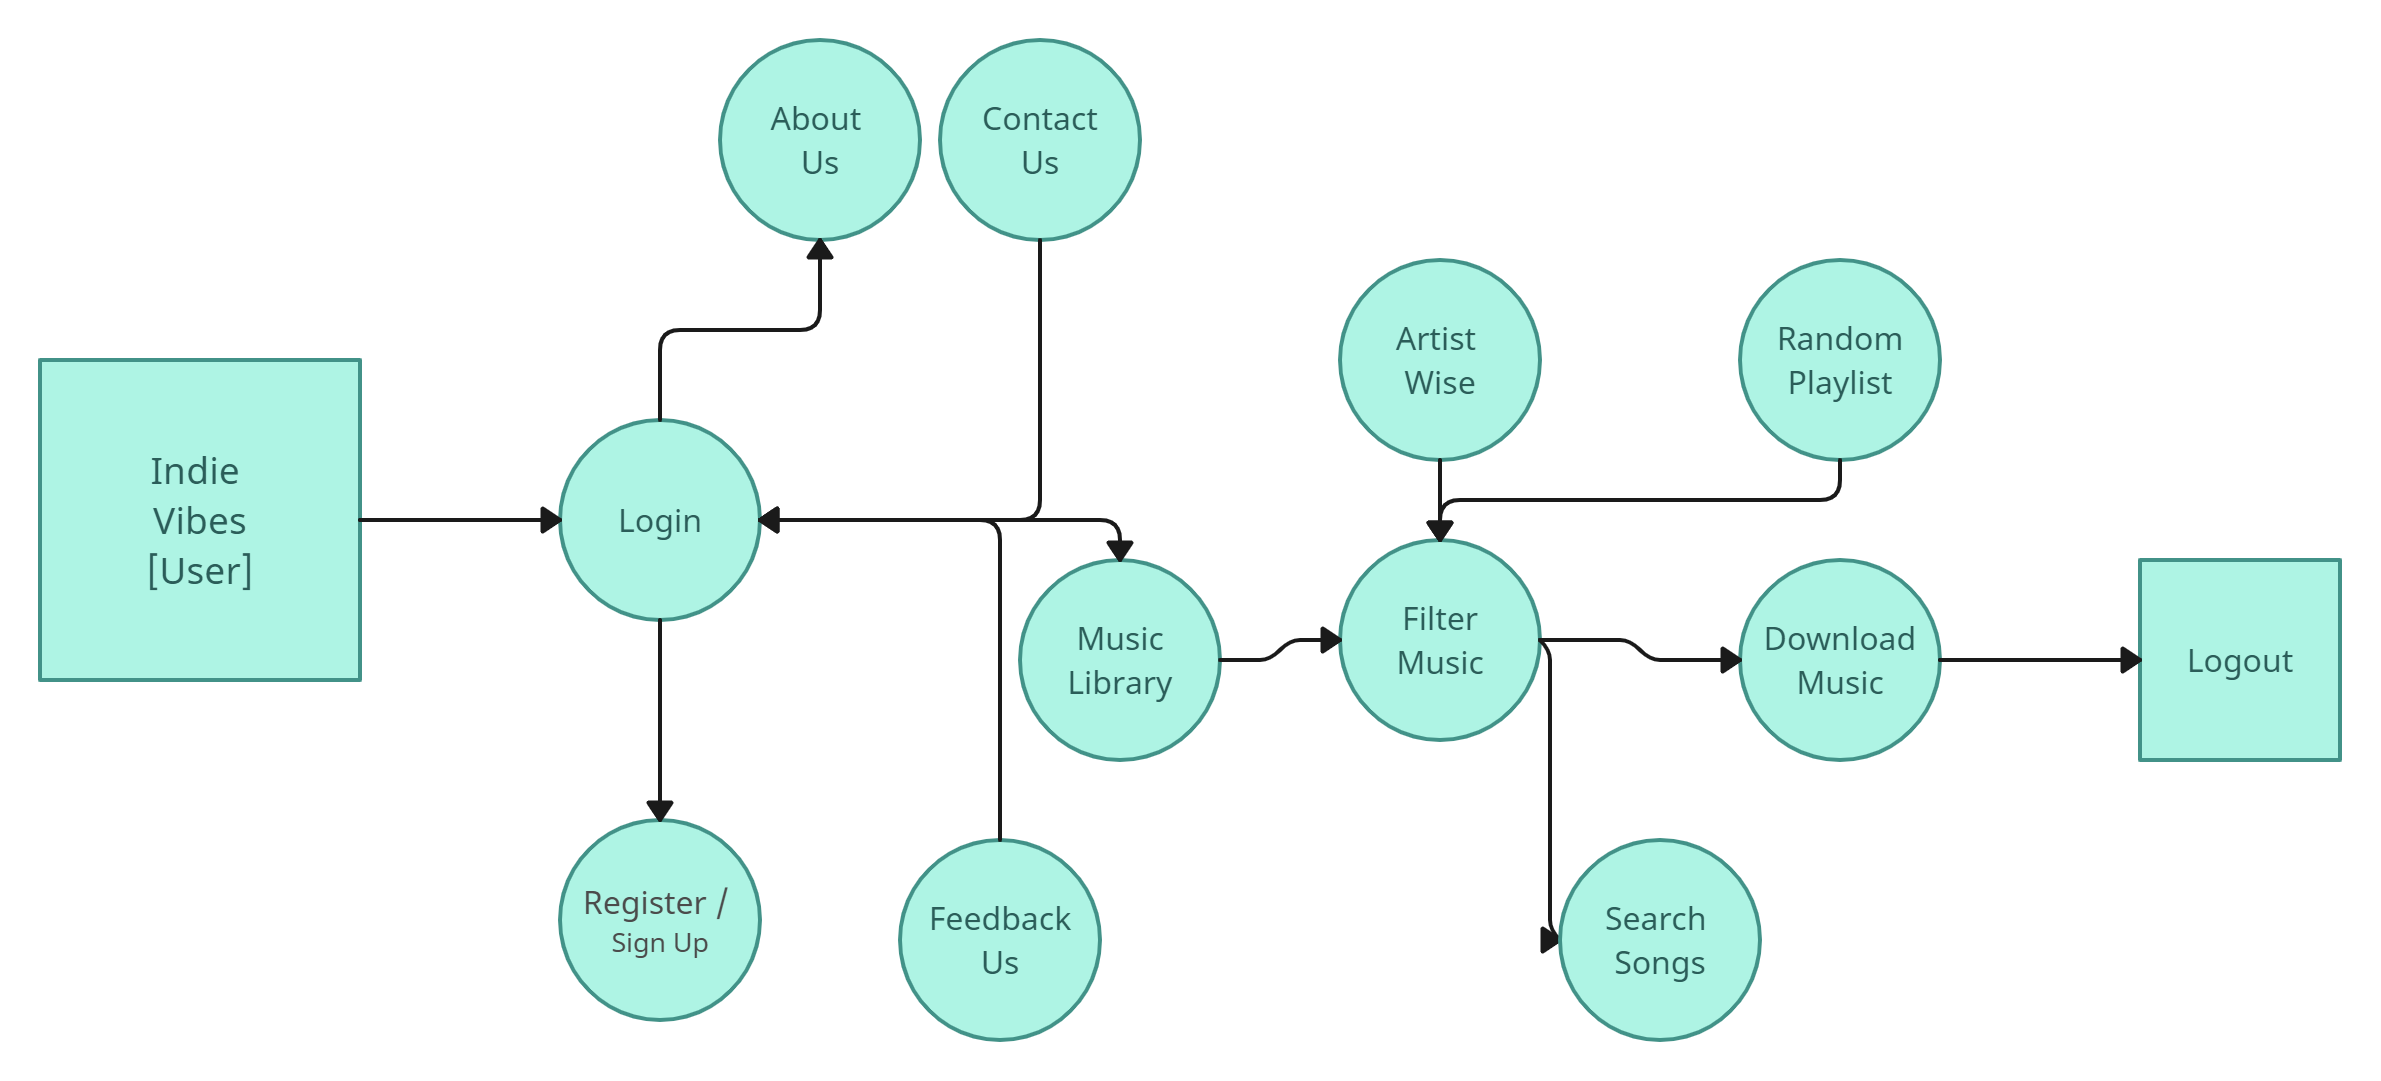 About
Us
Contact
Us
Indie
Vibes
[User]
Login
Artist
Wise
Random
Playlist
Music
Library
Filter
Music
Download
Music
Logout
Register /
Sign Up
Feedback
Us
Search
Songs